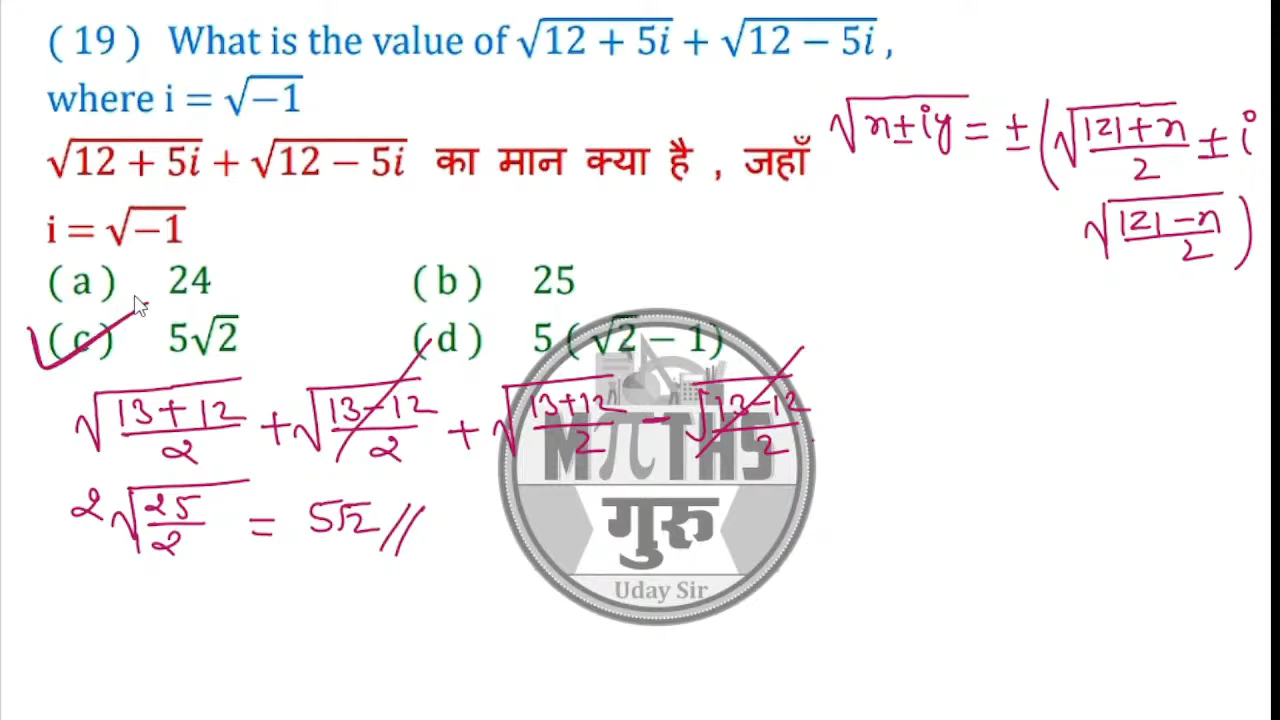 ( 19 ) What is the value of √12 + 5i + √12 − 5i ,
where i = √−1
√12 + 5i + √12 − 5i का मान क्या है , जहाँ
i = √−1
( a ) 24 ( b ) 25
( c ) 5√2 ( d ) 5 ( √2 − 1)
√n ± iy = ± ( √|z| + n / 2 ± i
√|z| − n / 2 )
√13 + 12 / 2 + √13 − 12 / 2 + √13 + 12 / 2 − √13 − 12 / 2
2 √25 / 2 = 5√2 //
MπTHS
गुरु
Uday Sir